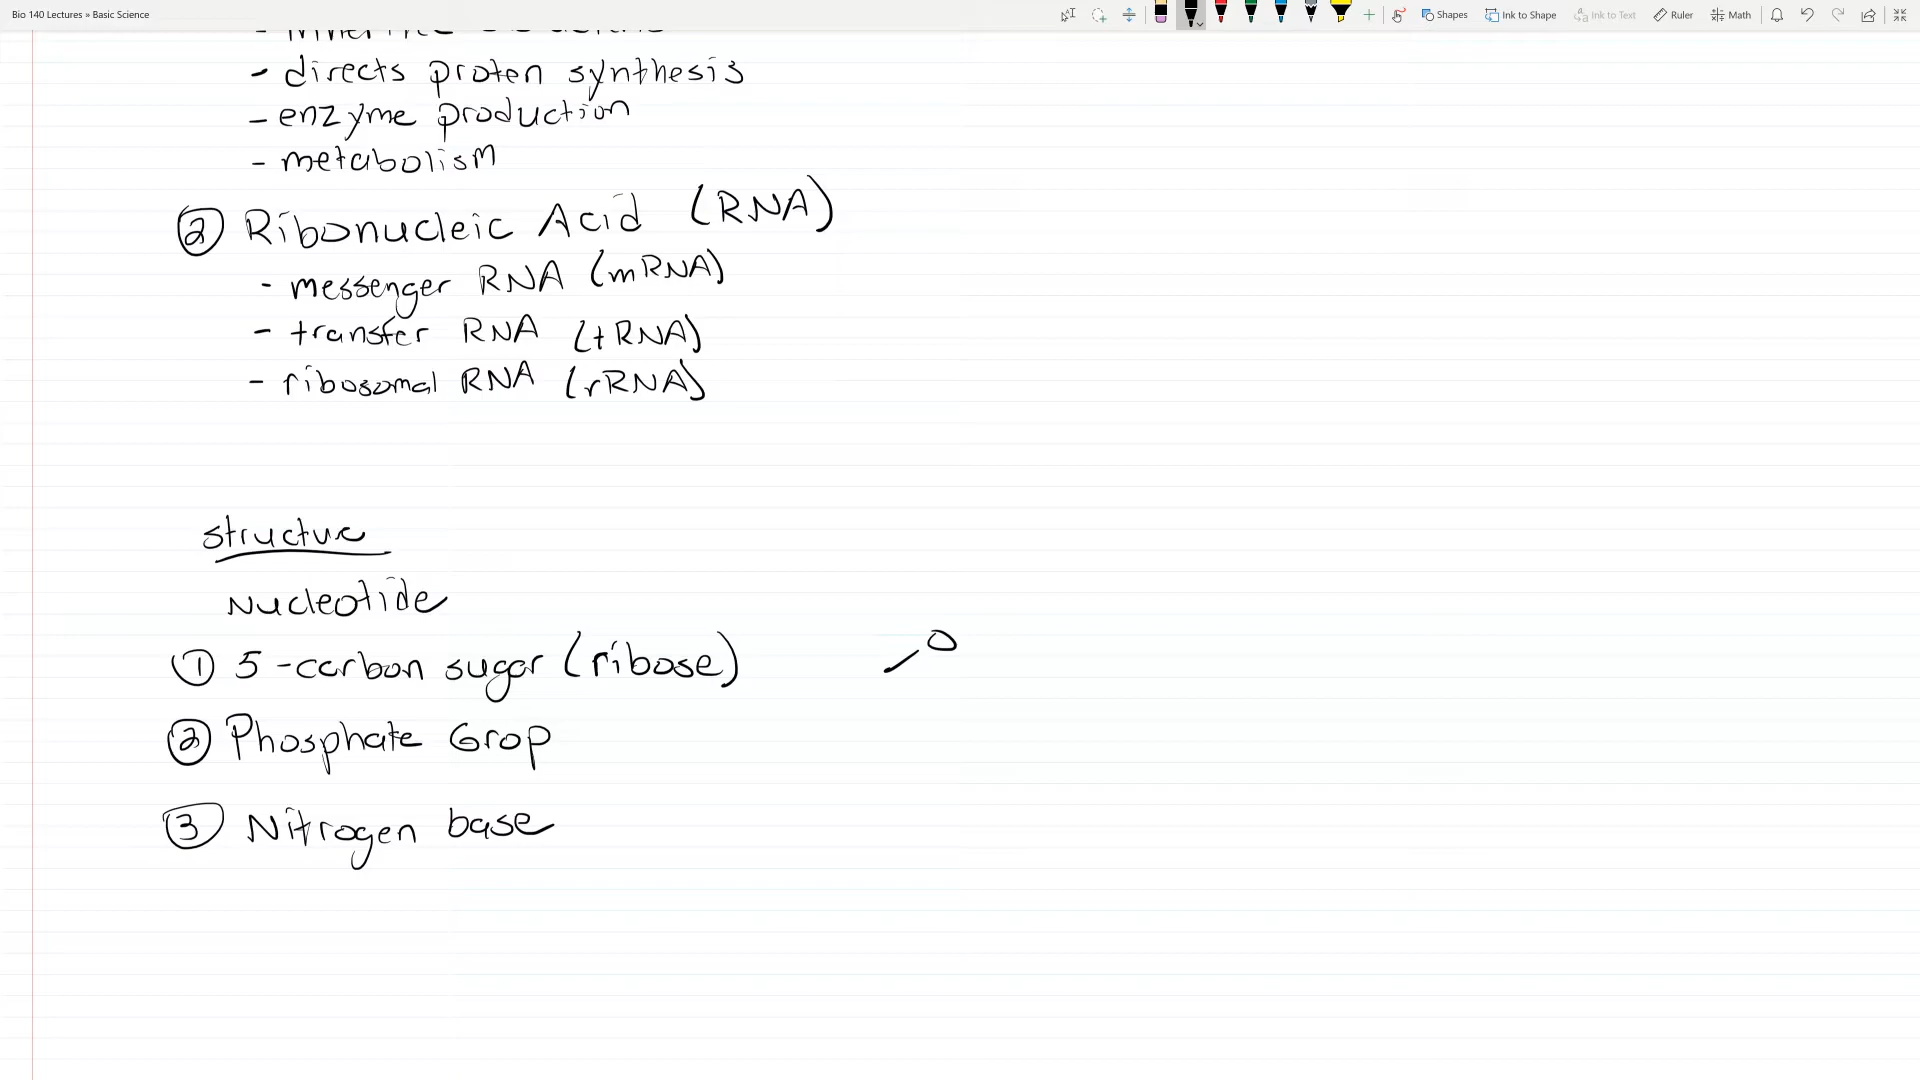 Bio 140 Lectures » Basic Science
Shapes Ink to Shape Ink to Text Ruler Math
- directs proten synthesis
- enzyme production
- metabolism
② Ribonucleic Acid (RNA)
- messenger RNA (mRNA)
- transfer RNA (tRNA)
- ribosomal RNA (rRNA)
structure
Nucleotide
① 5-carbon sugar (ribose)
O
② Phosphate Grop
③ Nitrogen base